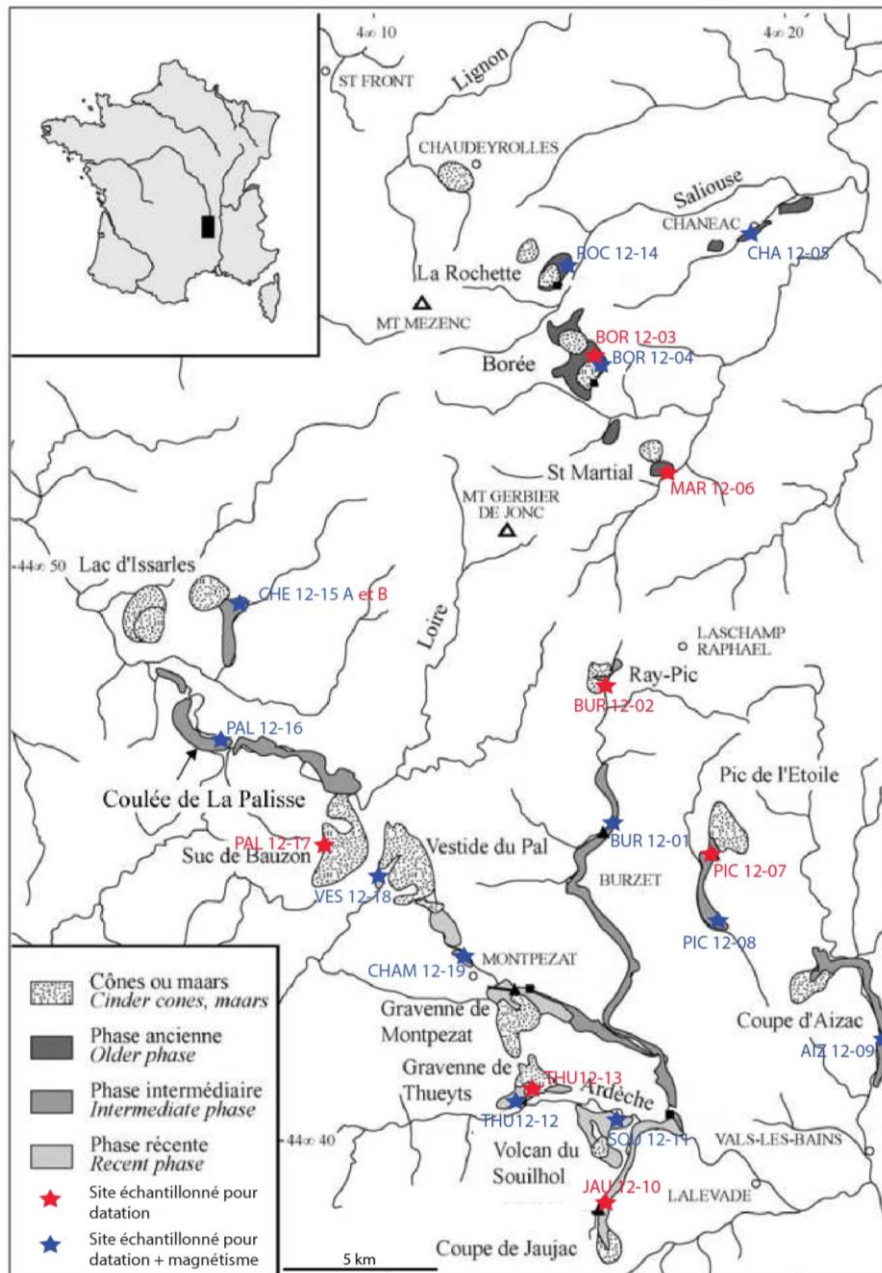 4∞ 10
4∞ 20
ST FRONT
Lignon
CHAUDEYROLLES
Saliouse
CHANEAC
ROC 12-14
CHA 12-05
La Rochette
MT MEZENC
BOR 12-03
BOR 12-04
Borée
St Martial
MAR 12-06
MT GERBIER
DE JONC
44∞ 50
Lac d'Issarles
CHE 12-15 A et B
Loire
LASCHAMP
RAPHAEL
Ray-Pic
BUR 12-02
PAL 12-16
Pic de l'Etoile
Coulée de La Palisse
PAL 12-17
Suc de Bauzon
Vestide du Pal
BUR 12-01
BURZET
PIC 12-07
VES 12-18
PIC 12-08
CHAM 12-19
MONTPEZAT
Gravenne de
Montpezat
Coupe d'Aizac
AIZ 12-09
Gravenne de
Thueyts
THU12-13
Ardèche
THU12-12
SOU 12-11
44∞ 40
VALS-LES-BAINS
Volcan du
Souilhol
JAU 12-10
LALEVADE
Coupe de Jaujac
5 km
Cônes ou maars
Cinder cones, maars
Phase ancienne
Older phase
Phase intermédiaire
Intermediate phase
Phase récente
Recent phase
Site échantillonné pour
datation
Site échantillonné pour
datation + magnétisme